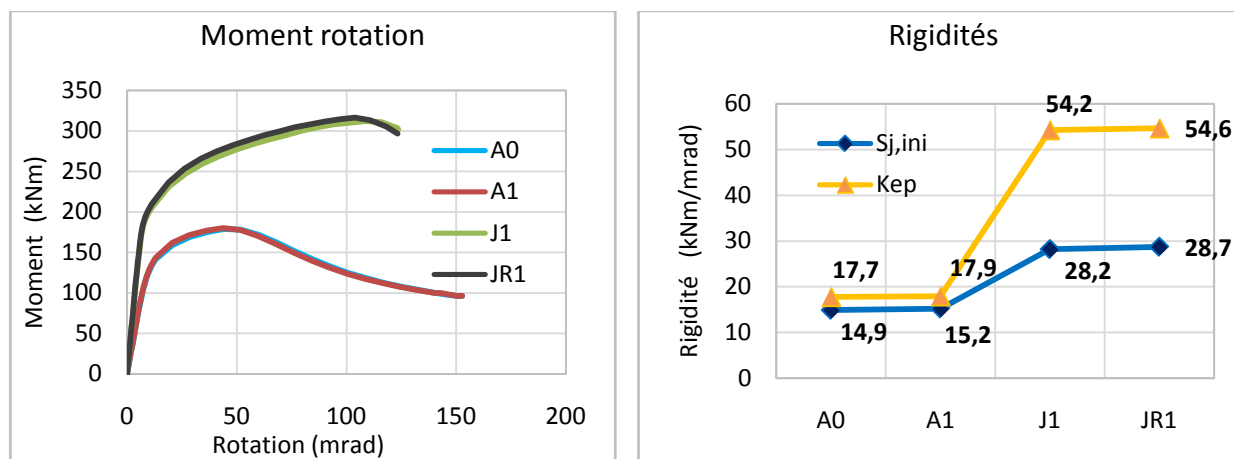 Moment rotation
Moment (kNm)
350
300
250
200
150
100
50
0
0 50 100 150 200
Rotation (mrad)
A0
A1
J1
JR1
Rigidités
Rigidité (kNm/mrad)
60
50
40
30
20
10
0
Sj,ini
Kep
54,2
54,6
17,7
17,9
28,2
28,7
14,9
15,2
A0 A1 J1 JR1